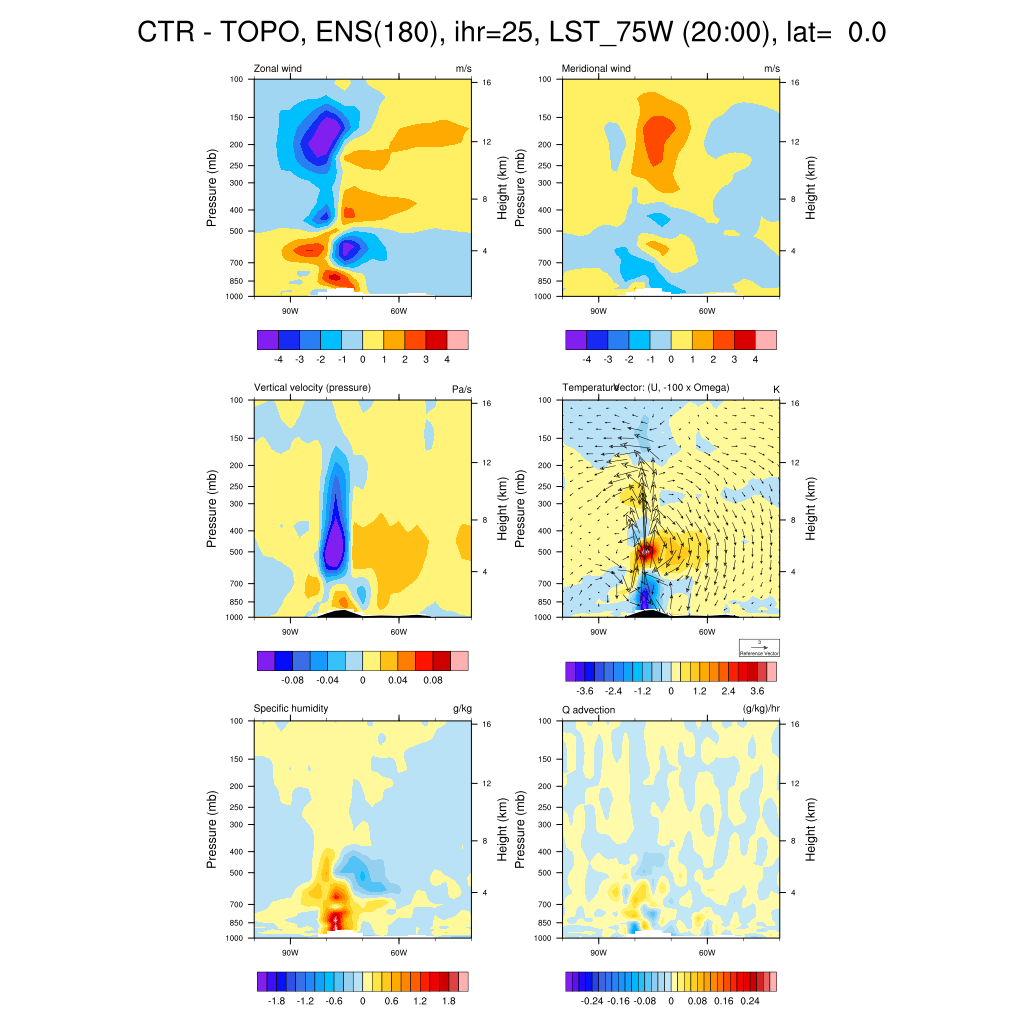 CTR - TOPO, ENS(180), ihr=25, LST_75W (20:00), lat= 0.0
Zonal wind m/s
Pressure (mb)
100
150
200
250
300
400
500
700
850
1000
16
12
8
4
Height (km)
90W 60W
-4 -3 -2 -1 0 1 2 3 4
Meridional wind m/s
Pressure (mb)
100
150
200
250
300
400
500
700
850
1000
16
12
8
4
Height (km)
90W 60W
-4 -3 -2 -1 0 1 2 3 4
Vertical velocity (pressure) Pa/s
Pressure (mb)
100
150
200
250
300
400
500
700
850
1000
16
12
8
4
Height (km)
90W 60W
-0.08 -0.04 0 0.04 0.08
Temperature Vector: (U, -100 x Omega) K
Pressure (mb)
100
150
200
250
300
400
500
700
850
1000
16
12
8
4
Height (km)
90W 60W
3
Reference Vector
-3.6 -2.4 -1.2 0 1.2 2.4 3.6
Specific humidity g/kg
Pressure (mb)
100
150
200
250
300
400
500
700
850
1000
16
12
8
4
Height (km)
90W 60W
-1.8 -1.2 -0.6 0 0.6 1.2 1.8
Q advection (g/kg)/hr
Pressure (mb)
100
150
200
250
300
400
500
700
850
1000
16
12
8
4
Height (km)
90W 60W
-0.24 -0.16 -0.08 0 0.08 0.16 0.24